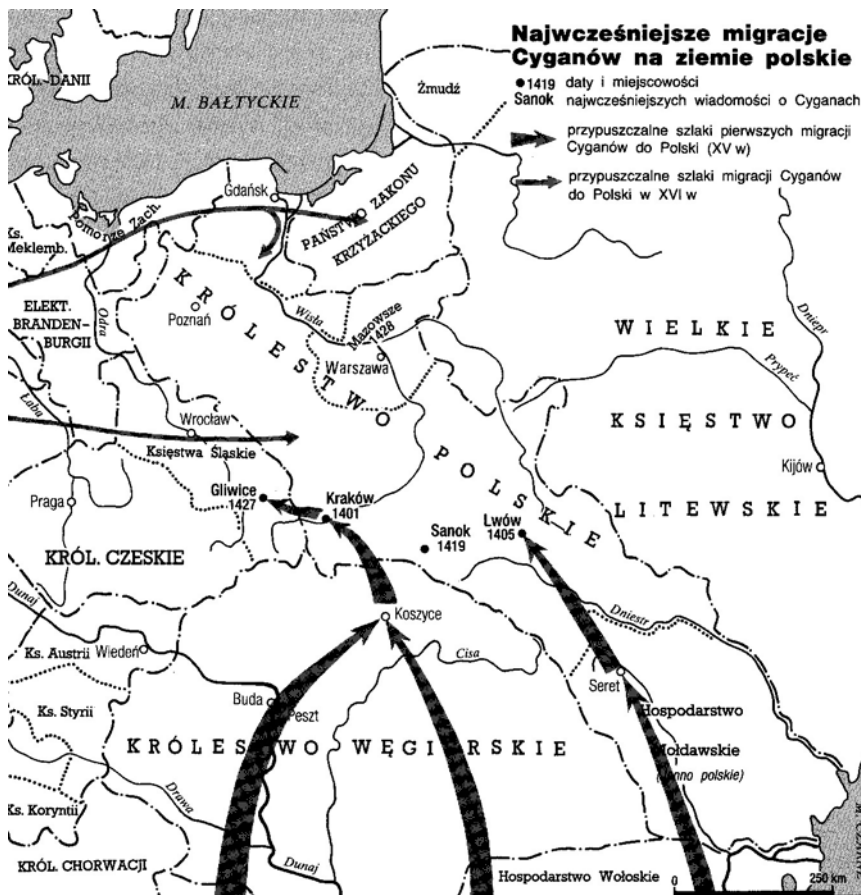 Najwcześniejsze migracje
Cyganów na ziemie polskie
1419 daty i miejscowości
Sanok najwcześniejszych wiadomości o Cyganach
przypuszczalne szlaki pierwszych migracji
Cyganów do Polski (XV w)
przypuszczalne szlaki migracji Cyganów
do Polski w XVI w
KRÓL. DANII
M. BAŁTYCKIE
Żmudź
Gdańsk
Pomorze Zach.
PAŃSTWO ZAKONU
KRZYŻACKIEGO
Ks.
Meklemb.
ELEKT.
BRANDEN-
BURGII
Odra
Poznań
KRÓLESTWO
POLSKIE
Wisła
Mazowsze
1428
Warszawa
WIELKIE
KSIĘSTWO
LITEWSKIE
Dniepr
Prypeć
Kijów
Łaba
Wrocław
Księstwa Śląskie
Praga
Gliwice
1427
Kraków
1401
Sanok
1419
Lwów
1405
KRÓL. CZESKIE
Dunaj
Koszyce
Dniestr
Ks. Austrii
Wiedeń
Cisa
Seret
Ks. Styrii
Buda
Peszt
Hospodarstwo
Mołdawskie
(lenno polskie)
KRÓLESTWO WĘGIERSKIE
Ks. Koryntii
Drawa
KRÓL. CHORWACJI
Dunaj
Hospodarstwo Wołoskie
0 250 km